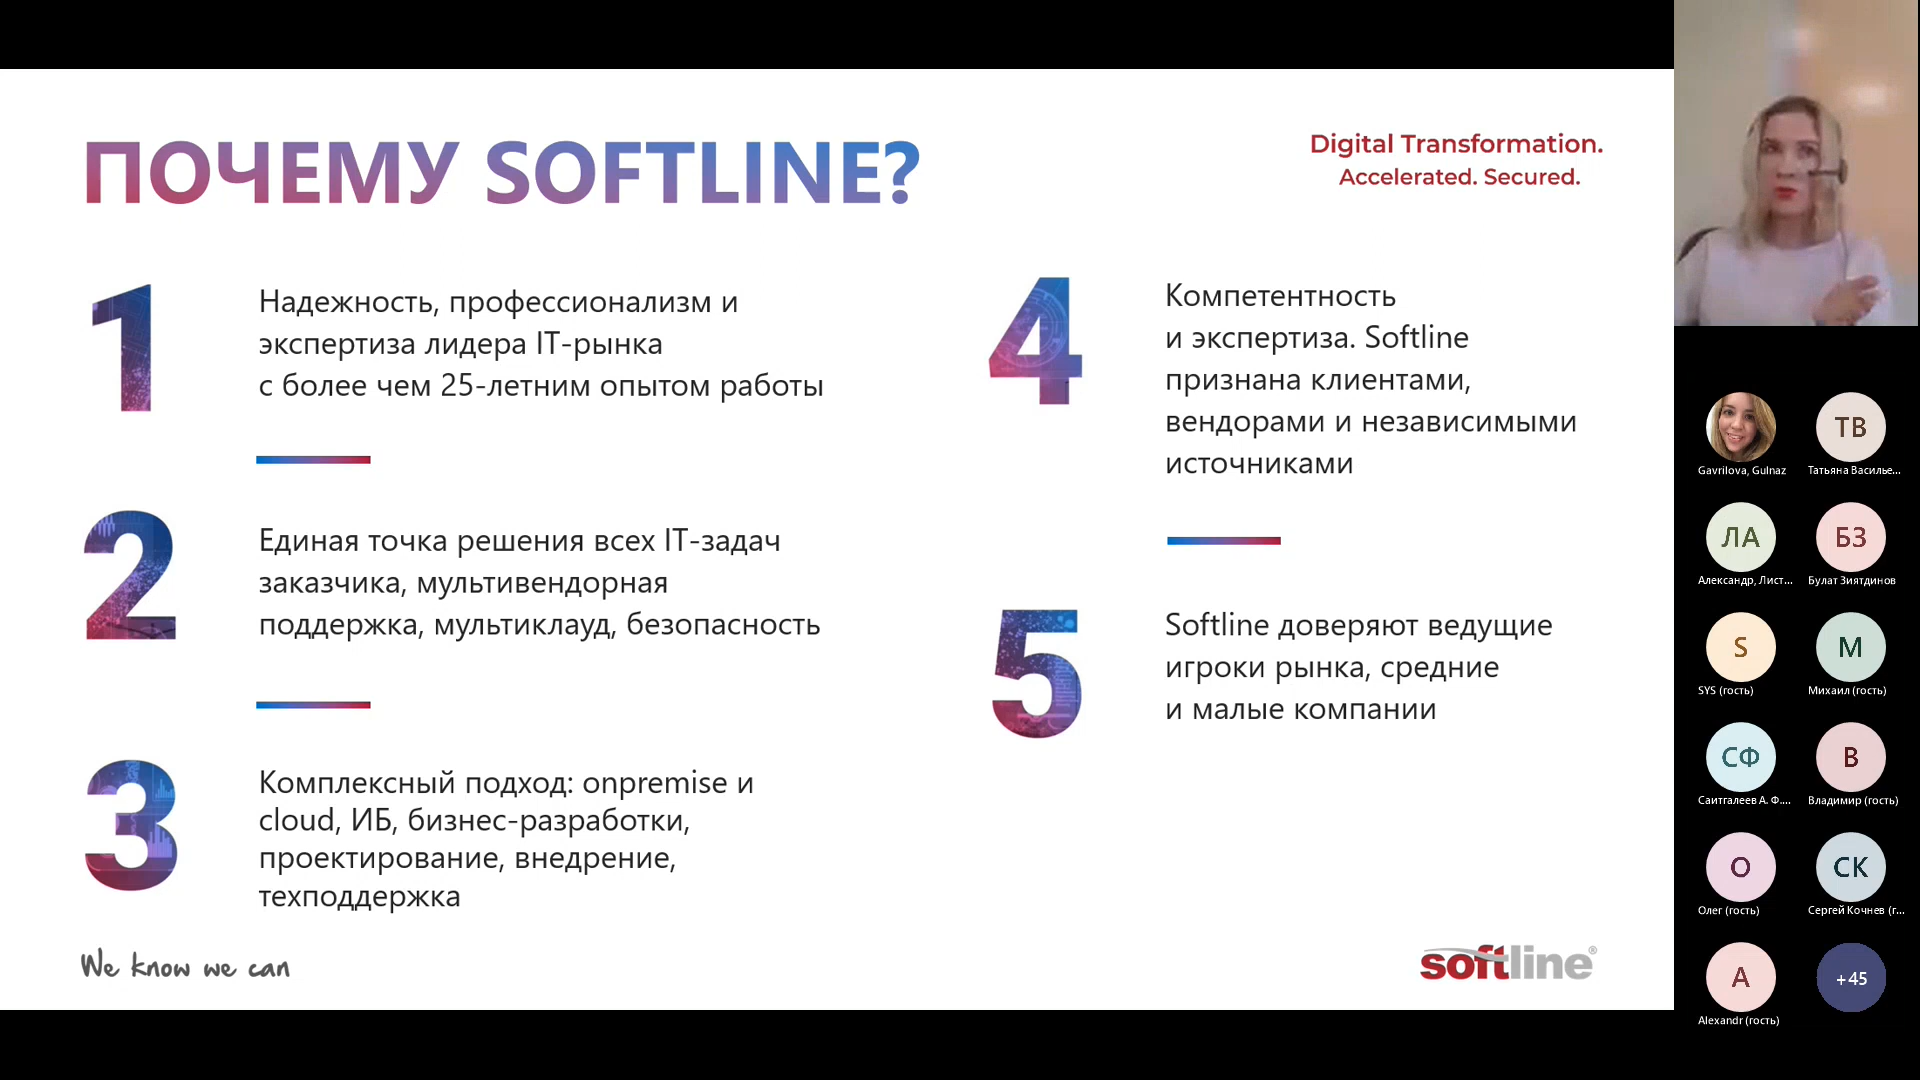 ПОЧЕМУ SOFTLINE?
Digital Transformation.
Accelerated. Secured.
1
Надежность, профессионализм и
экспертиза лидера IT-рынка
с более чем 25-летним опытом работы
2
Единая точка решения всех IT-задач
заказчика, мультивендорная
поддержка, мультиклауд, безопасность
3
Комплексный подход: onpremise и
cloud, ИБ, бизнес-разработки,
проектирование, внедрение,
техподдержка
4
Компетентность
и экспертиза. Softline
признана клиентами,
вендорами и независимыми
источниками
5
Softline доверяют ведущие
игроки рынка, средние
и малые компании
We know we can
softline®
Gavrilova, Gulnaz
ТВ
Татьяна Василье...
ЛА
Александр, Лист...
БЗ
Булат Зиятдинов
S
SYS (гость)
М
Михаил (гость)
СФ
Саитгалеев А. Ф....
В
Владимир (гость)
О
Олег (гость)
СК
Сергей Кочнев (г...
A
Alexandr (гость)
+45